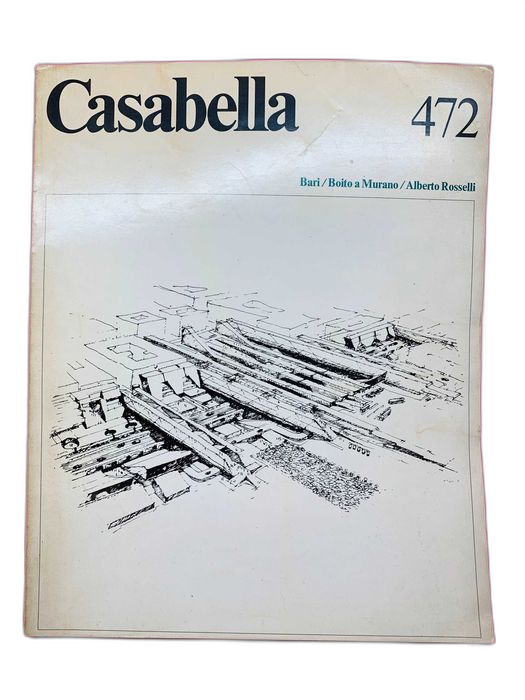 Casabella
472
Bari / Boito a Murano / Alberto Rosselli